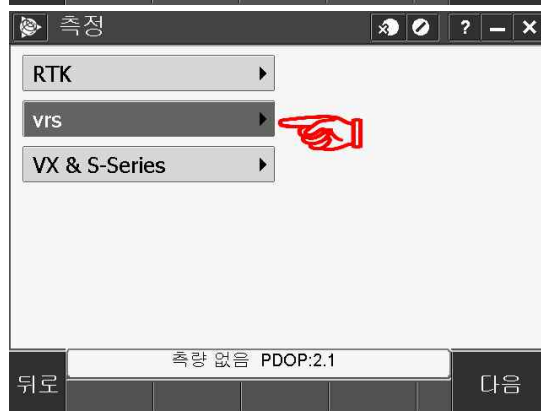 측정
? — ×
RTK
vrs
VX & S-Series
측량 없음 PDOP:2.1
뒤로
다음